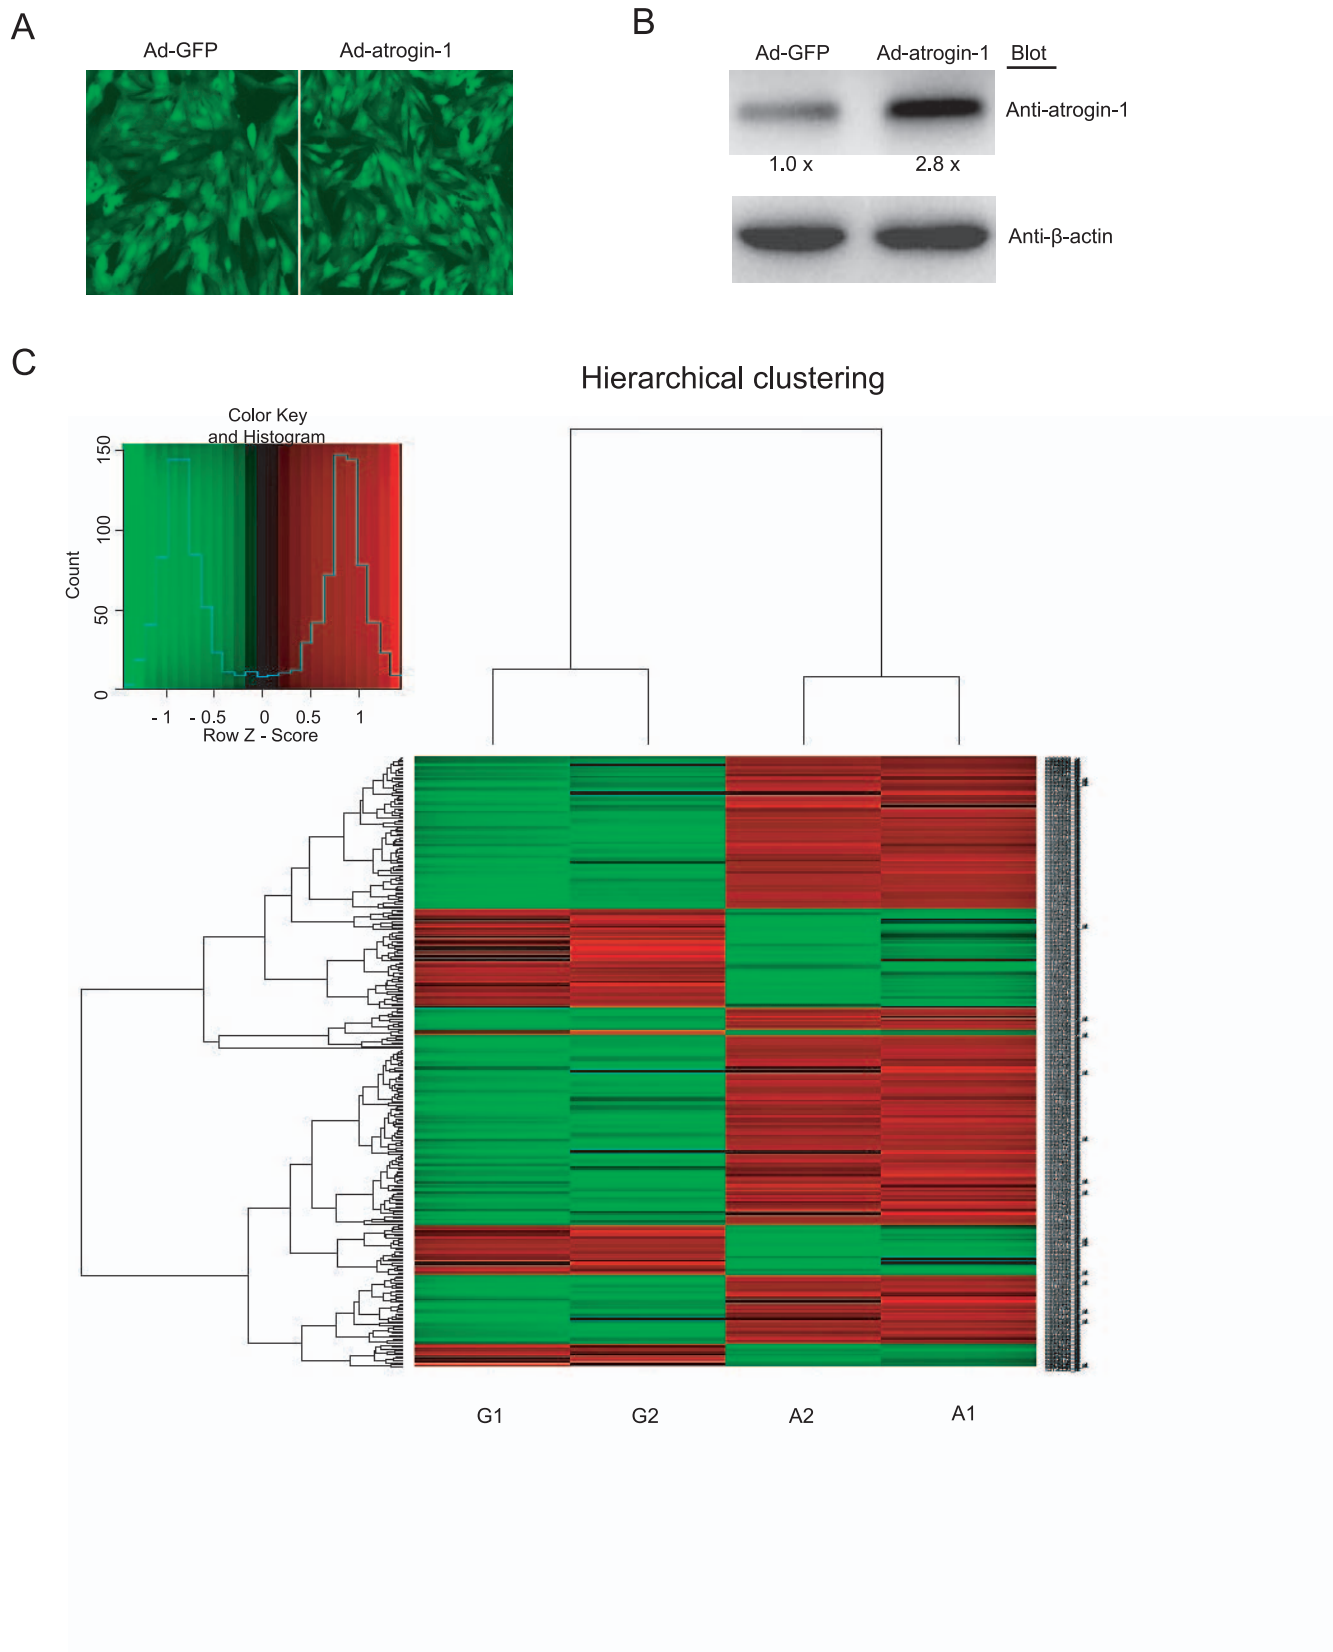 A
Ad-GFP
Ad-atrogin-1
B
Ad-GFP
Ad-atrogin-1
Blot
Anti-atrogin-1
1.0 x
2.8 x
Anti-β-actin
C
Hierarchical clustering
Color Key
and Histogram
150
100
50
0
Count
- 1
- 0.5
0
0.5
1
Row Z - Score
G1
G2
A2
A1